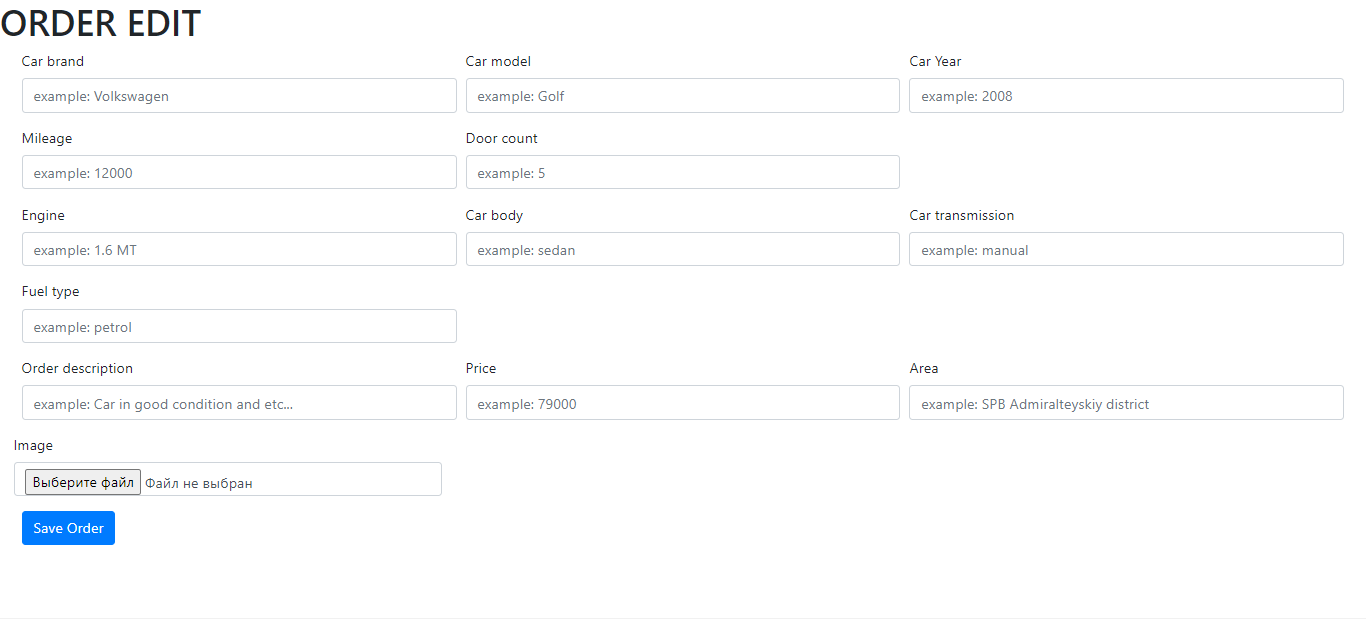 ORDER EDIT
Car brand Car model Car Year
example: Volkswagen example: Golf example: 2008
Mileage Door count
example: 12000 example: 5
Engine Car body Car transmission
example: 1.6 MT example: sedan example: manual
Fuel type
example: petrol
Order description Price Area
example: Car in good condition and etc... example: 79000 example: SPB Admiralteyskiy district
Image
Выберите файл Файл не выбран
Save Order